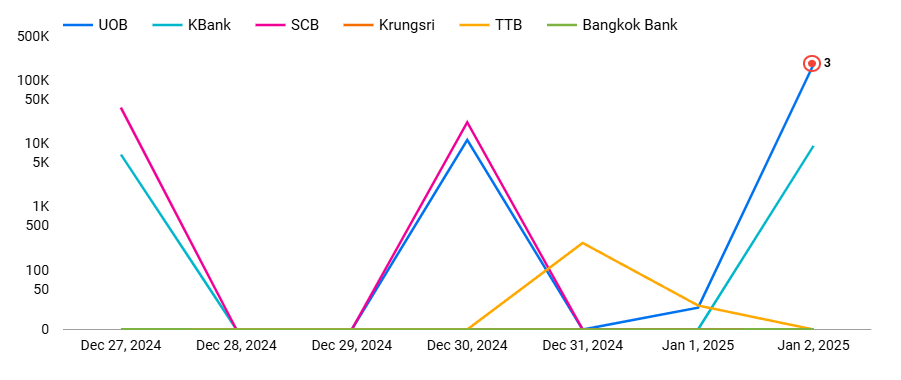 UOB KBank SCB Krungsri TTB Bangkok Bank
500K
100K
50K
10K
5K
1K
500
100
50
0
3
Dec 27, 2024 Dec 28, 2024 Dec 29, 2024 Dec 30, 2024 Dec 31, 2024 Jan 1, 2025 Jan 2, 2025